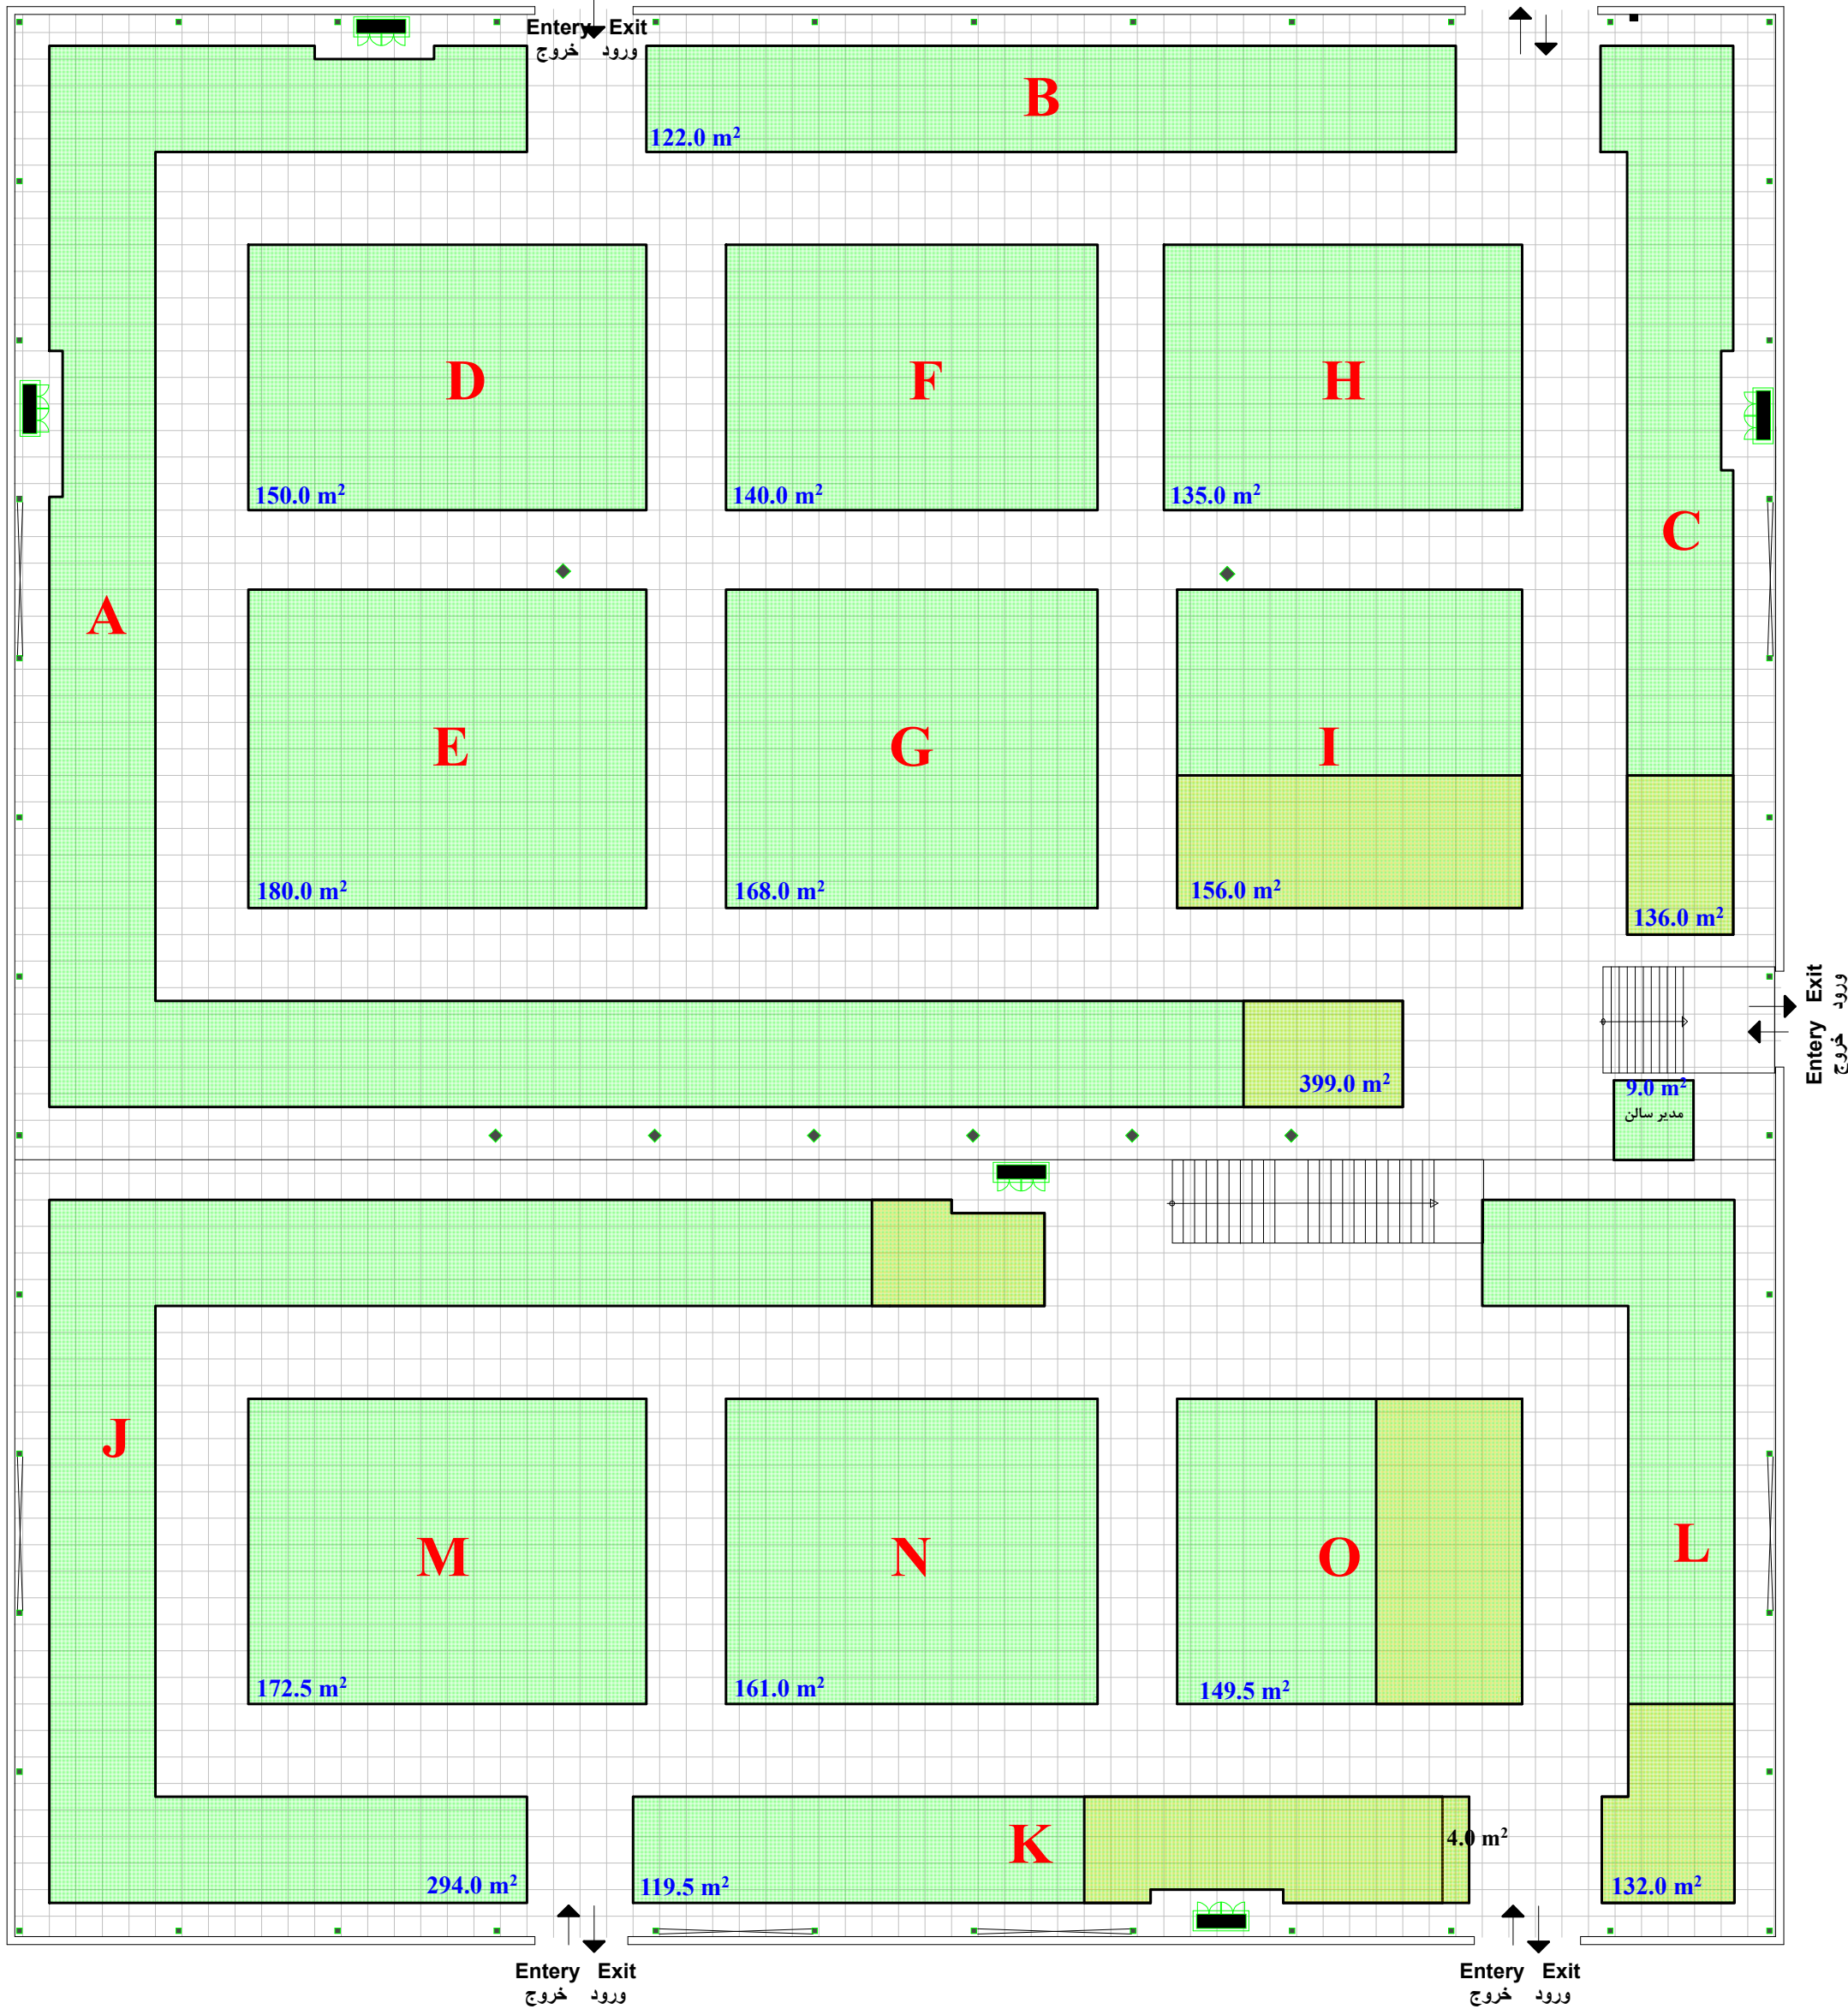 Entery Exit
خروج ورود
B
122.0 m²
D
F
H
150.0 m²
140.0 m²
135.0 m²
C
A
E
G
I
180.0 m²
168.0 m²
156.0 m²
136.0 m²
Entery Exit
خروج ورود
399.0 m²
9.0 m²
مدیر سالن
J
M
N
O
L
172.5 m²
161.0 m²
149.5 m²
K
4.0 m²
294.0 m²
119.5 m²
132.0 m²
Entery Exit
خروج ورود
Entery Exit
خروج ورود